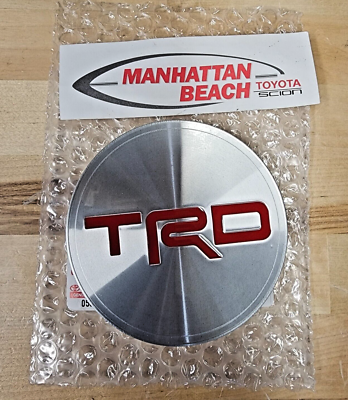 MANHATTAN
BEACH TOYOTA
SCION
TRD